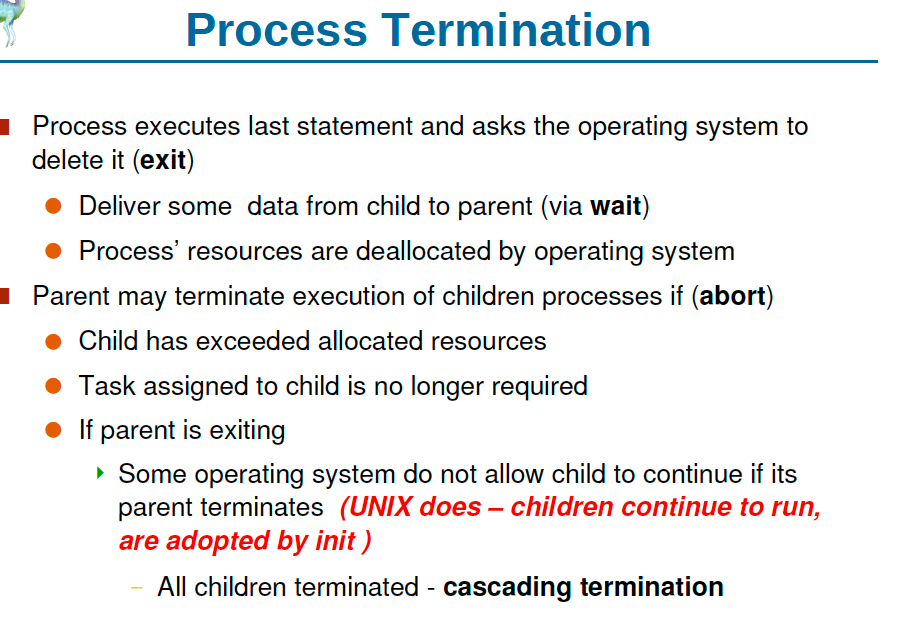 Process Termination
Process executes last statement and asks the operating system to
delete it (exit)
Deliver some  data from child to parent (via wait)
Process’ resources are deallocated by operating system
Parent may terminate execution of children processes if (abort)
Child has exceeded allocated resources
Task assigned to child is no longer required
If parent is exiting
Some operating system do not allow child to continue if its
parent terminates  (UNIX does – children continue to run,
are adopted by init )
– All children terminated - cascading termination